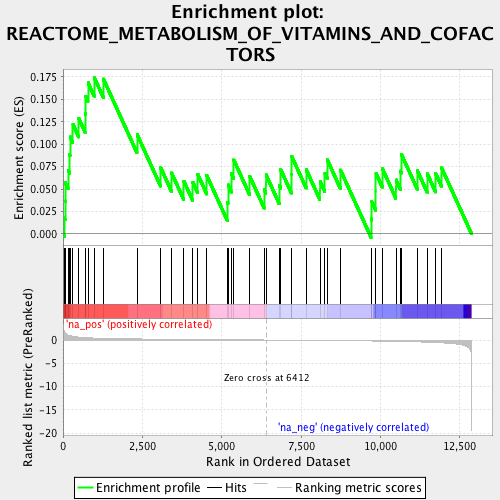 Enrichment plot:
REACTOME_METABOLISM_OF_VITAMINS_AND_COFAC
TORS
Enrichment score (ES)
0.175
0.150
0.125
0.100
0.075
0.050
0.025
0.000
'na_pos' (positively correlated)
Ranked list metric (PreRanked)
0
-5
-10
-15
-20
Zero cross at 6412
'na_neg' (negatively correlated)
0
2,500
5,000
7,500
10,000
12,500
Rank in Ordered Dataset
Enrichment profile
Hits
Ranking metric scores